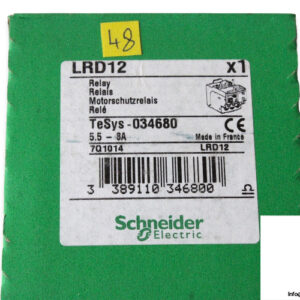 48
LRD12 x1
Relay
Relais
Motorschutzrelais
Relé
TeSys - 034680
5.5 - 8A Made in France
7Q1014 LRD12
3 389110 346800
Schneider
Electric